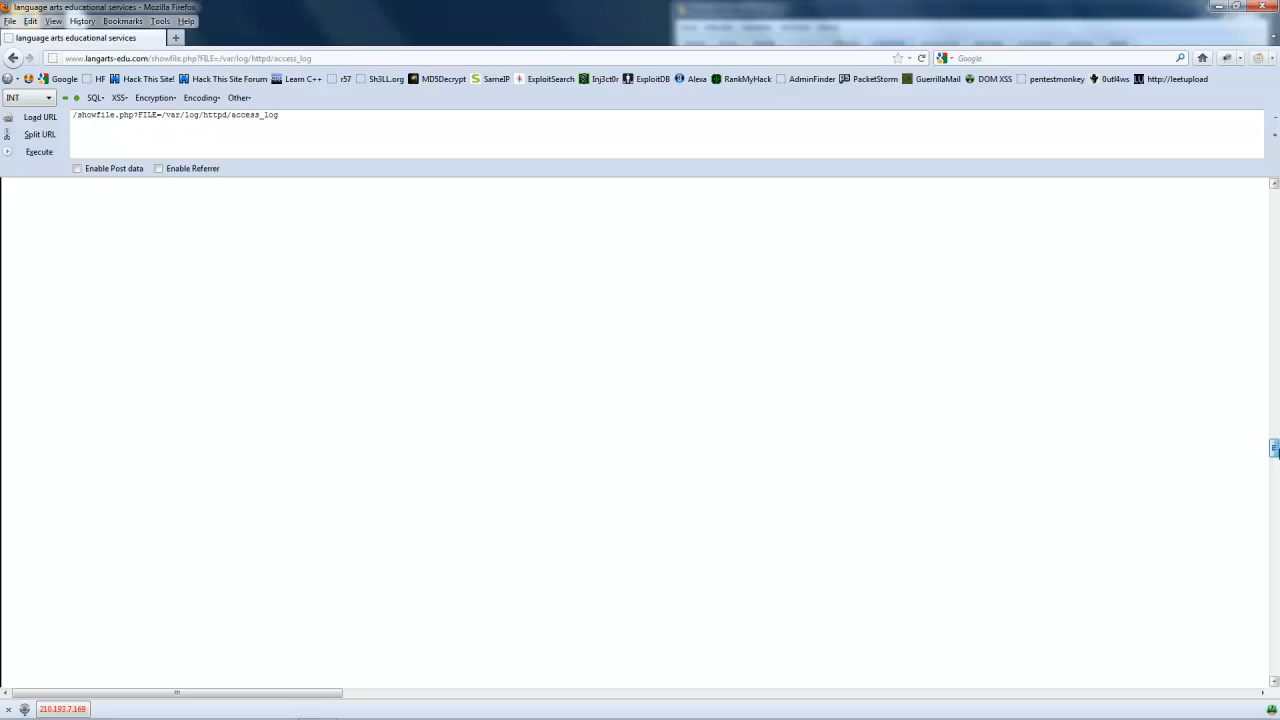 language arts educational services - Mozilla Firefox
File Edit View History Bookmarks Tools Help
language arts educational services
www.langarts-edu.com/showfile.php?FILE=/var/log/httpd/access_log
Google
Google HF Hack This Site! Hack This Site Forum Learn C++ r57 Sh3LL.org MD5Decrypt SameIP ExploitSearch Inj3ct0r ExploitDB Alexa RankMyHack AdminFinder PacketStorm GuerrillaMail DOM XSS pentestmonkey 0utl4ws http://leetupload
INT SQL- XSS- Encryption- Encoding- Other-
Load URL /showfile.php?FILE=/var/log/httpd/access_log
Split URL
Execute
Enable Post data Enable Referrer
210.193.7.169